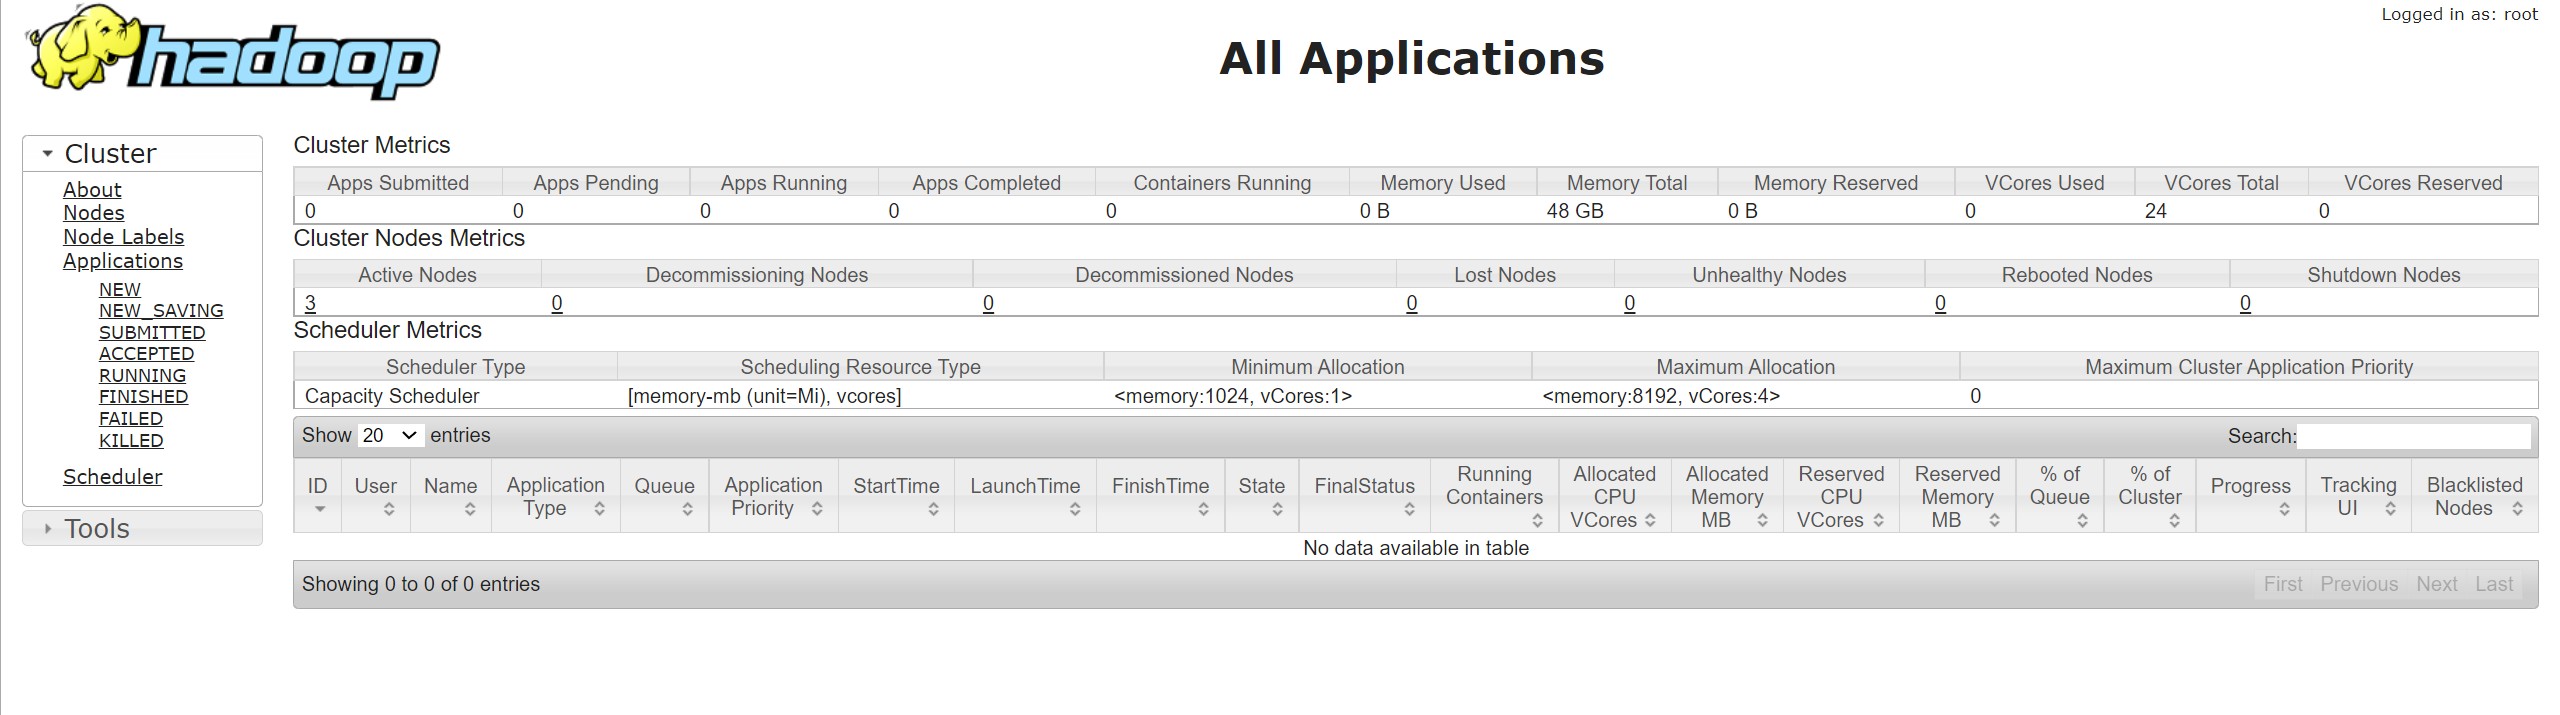 hadoop
Logged in as: root
All Applications
Cluster
About
Nodes
Node Labels
Applications
NEW
NEW_SAVING
SUBMITTED
ACCEPTED
RUNNING
FINISHED
FAILED
KILLED
Scheduler
Tools
Cluster Metrics
Apps Submitted Apps Pending Apps Running Apps Completed Containers Running Memory Used Memory Total Memory Reserved VCores Used VCores Total VCores Reserved
0 0 0 0 0 0 B 48 GB 0 B 0 24 0
Cluster Nodes Metrics
Active Nodes Decommissioning Nodes Decommissioned Nodes Lost Nodes Unhealthy Nodes Rebooted Nodes Shutdown Nodes
3 0 0 0 0 0 0
Scheduler Metrics
Scheduler Type Scheduling Resource Type Minimum Allocation Maximum Allocation Maximum Cluster Application Priority
Capacity Scheduler [memory-mb (unit=Mi), vcores] <memory:1024, vCores:1> <memory:8192, vCores:4> 0
Show 20 entries Search:
ID User Name Application Type Queue Application Priority StartTime LaunchTime FinishTime State FinalStatus Running Containers Allocated CPU VCores Allocated Memory MB Reserved CPU VCores Reserved Memory MB % of Queue % of Cluster Progress Tracking UI Blacklisted Nodes
No data available in table
Showing 0 to 0 of 0 entries First Previous Next Last